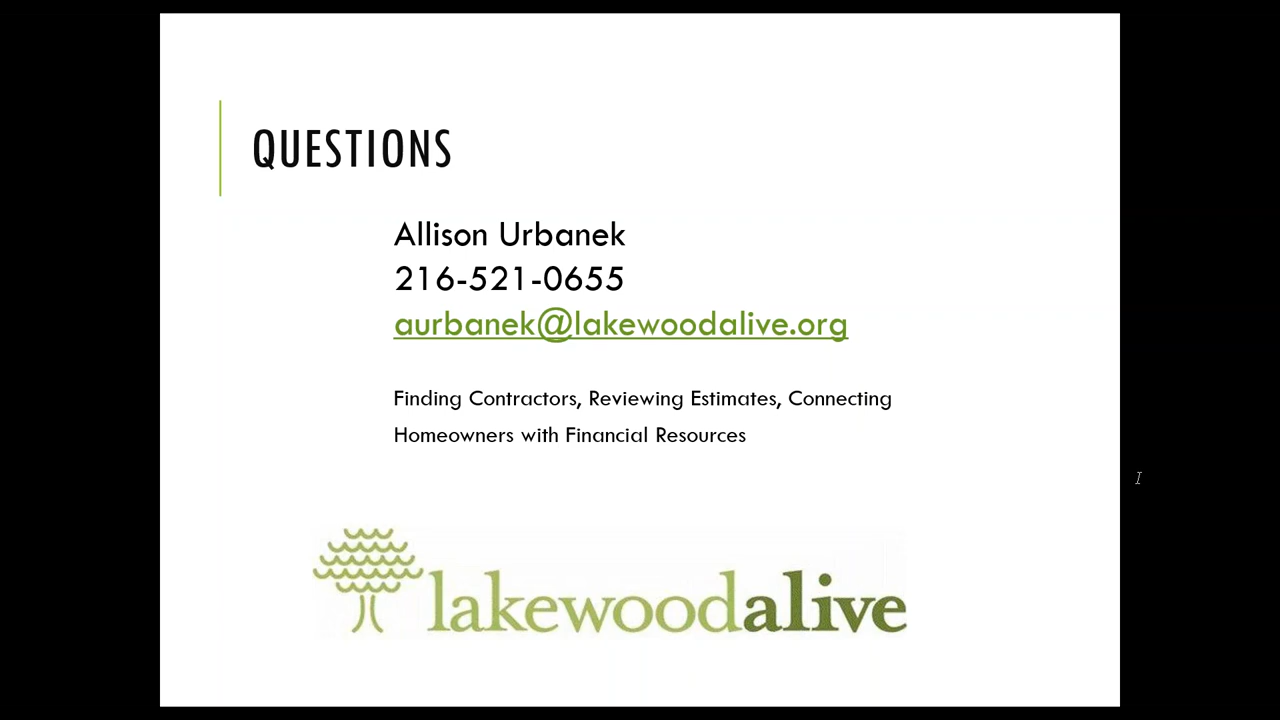 QUESTIONS
Allison Urbanek
216-521-0655
aurbanek@lakewoodalive.org
Finding Contractors, Reviewing Estimates, Connecting
Homeowners with Financial Resources
lakewoodalive